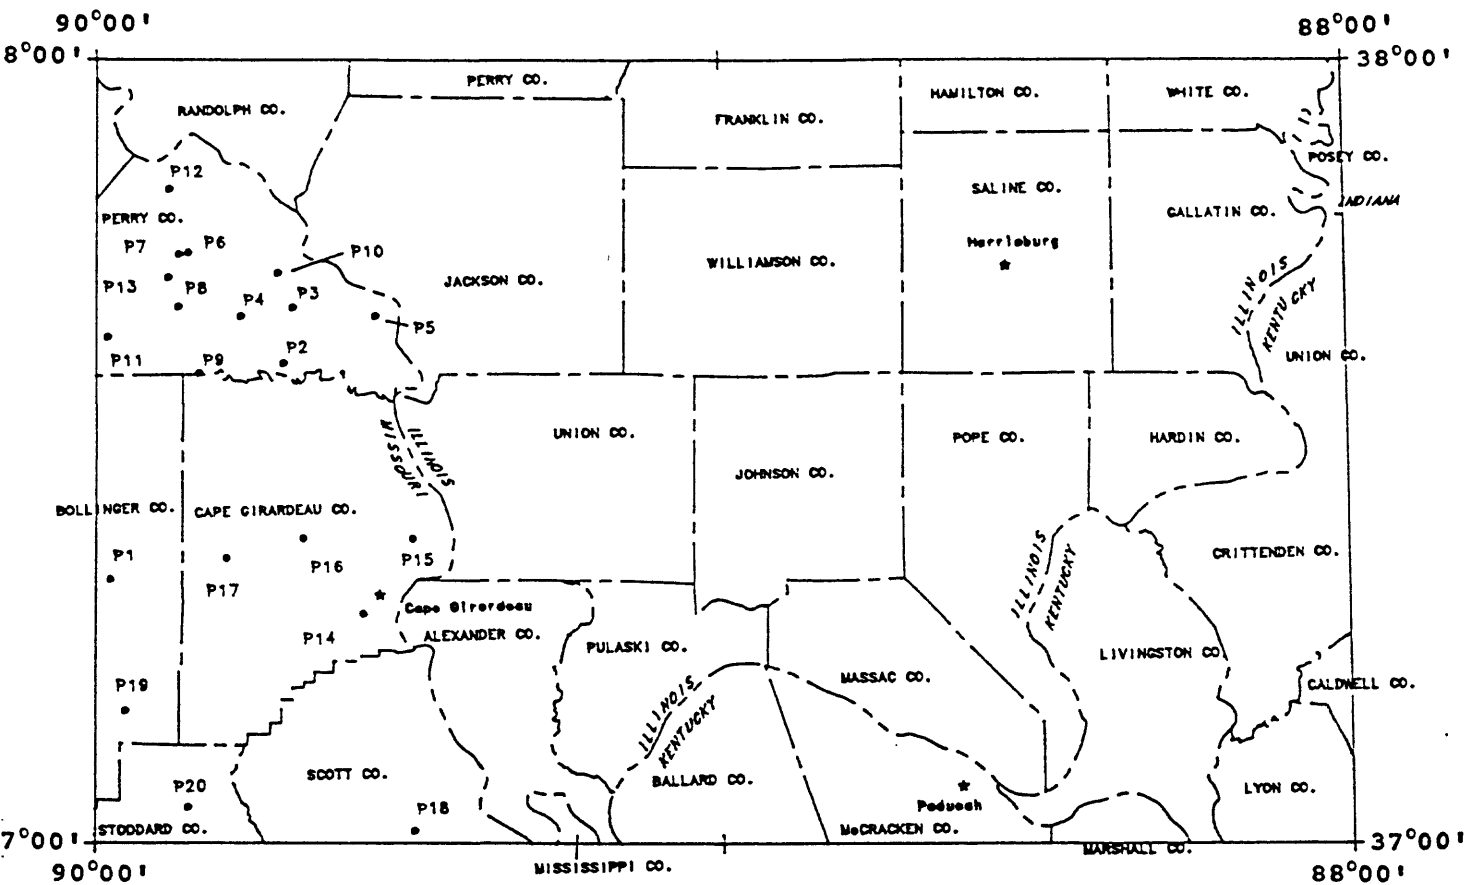 90°00'
88°00'
8°00'
38°00'
PERRY CO.
RANDOLPH CO.
HAMILTON CO.
WHITE CO.
FRANKLIN CO.
POSEY CO.
P12
SALINE CO.
INDIANA
PERRY CO.
GALLATIN CO.
P7
P6
P10
Harrisburg
WILLIAMSON CO.
JACKSON CO.
P13
P8
P4
P3
P5
ILLINOIS
KENTUCKY
P11
P9
P2
UNION CO.
ILLINOIS
MISSOURI
UNION CO.
POPE CO.
HARDIN CO.
JOHNSON CO.
BOLLINGER CO.
CAPE GIRARDEAU CO.
P1
P17
P16
P15
ILLINOIS
KENTUCKY
CRITTENDEN CO.
Cape Girardeau
P14
ALEXANDER CO.
PULASKI CO.
LIVINGSTON CO.
MASSAC CO.
CALDWELL CO.
P19
ILLINOIS
KENTUCKY
SCOTT CO.
BALLARD CO.
P20
P18
Paducah
LYON CO.
STODDARD CO.
McCRACKEN CO.
7°00'
37°00'
MARSHALL CO.
MISSISSIPPI CO.
90°00'
88°00'